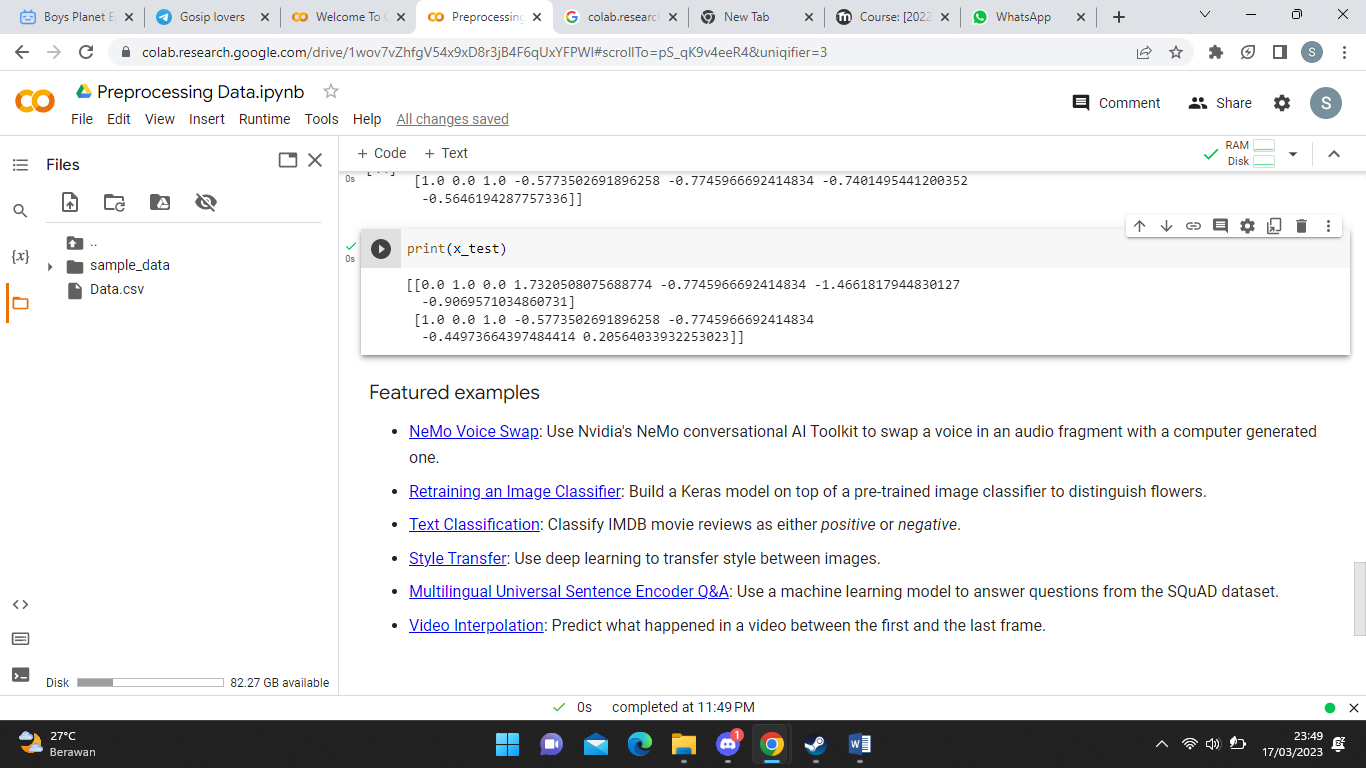 Boys Planet E
Gosip lovers
Welcome To C
Preprocessing
colab.research
New Tab
Course: [2022
WhatsApp
colab.research.google.com/drive/1wov7vZhfgV54x9xD8r3jB4F6qUxYFPWl#scrollTo=pS_qK9v4eeR4&uniqifier=3
S
Preprocessing Data.ipynb
File Edit View Insert Runtime Tools Help All changes saved
Comment
Share
S
Files
+ Code + Text
RAM
Disk
{x}
..
sample_data
Data.csv
0s
[1.0 0.0 1.0 -0.5773502691896258 -0.7745966692414834 -0.7401495441200352
-0.5646194287757336]]
0s
print(x_test)
[[0.0 1.0 0.0 1.7320508075688774 -0.7745966692414834 -1.4661817944830127
-0.9069571034860731]
[1.0 0.0 1.0 -0.5773502691896258 -0.7745966692414834
-0.44973664397484414 0.20564033932253023]]
Featured examples
• NeMo Voice Swap: Use Nvidia's NeMo conversational AI Toolkit to swap a voice in an audio fragment with a computer generated
one.
• Retraining an Image Classifier: Build a Keras model on top of a pre-trained image classifier to distinguish flowers.
• Text Classification: Classify IMDB movie reviews as either positive or negative.
• Style Transfer: Use deep learning to transfer style between images.
• Multilingual Universal Sentence Encoder Q&A: Use a machine learning model to answer questions from the SQuAD dataset.
• Video Interpolation: Predict what happened in a video between the first and the last frame.
Disk
82.27 GB available
0s completed at 11:49 PM
27°C
Berawan
1
23:49
17/03/2023